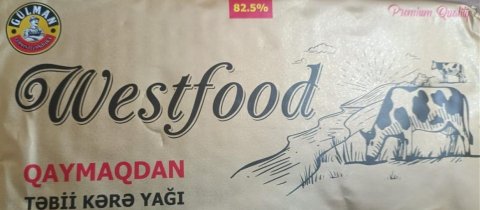 GÜLMAN
82.5%
Premium Quality
Westfood
QAYMAQDAN
TƏBİİ KƏRƏ YAĞI